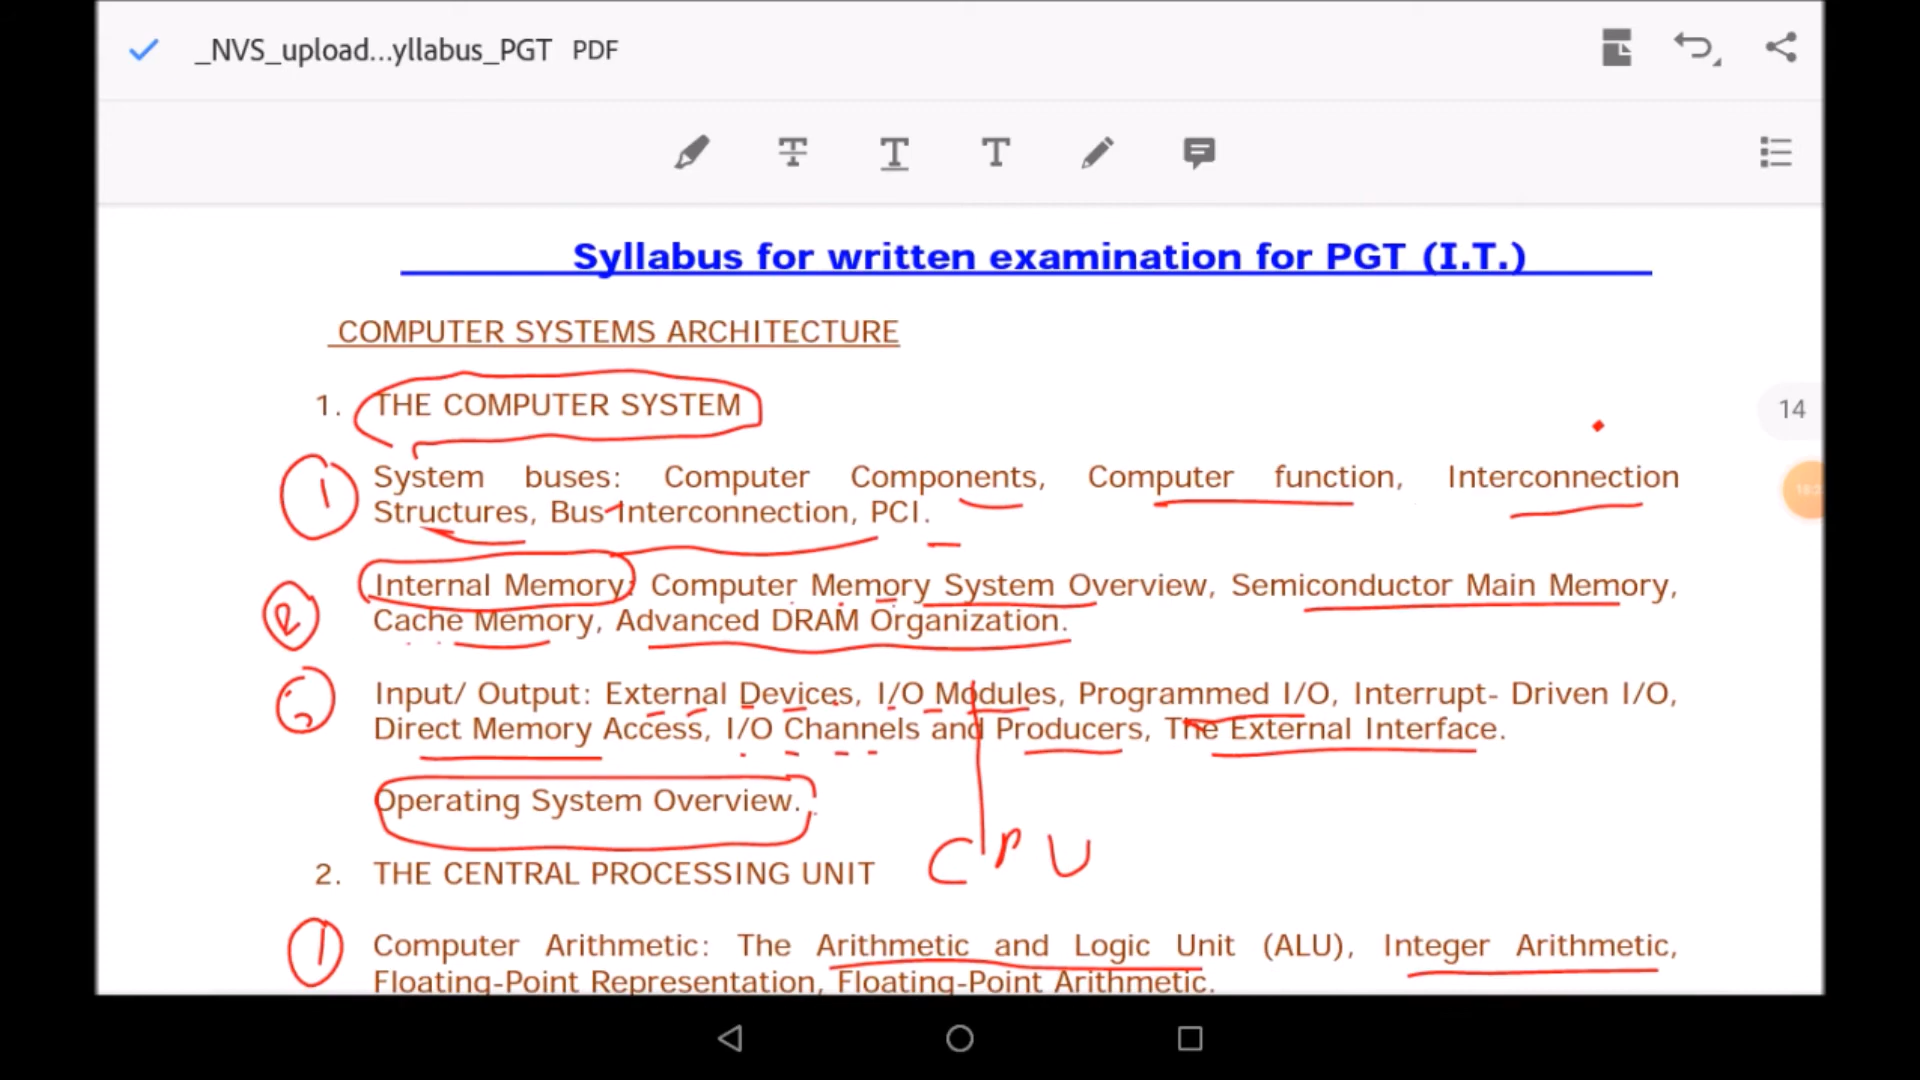 _NVS_upload...yllabus_PGT PDF
Syllabus for written examination for PGT (I.T.)
COMPUTER SYSTEMS ARCHITECTURE
1. THE COMPUTER SYSTEM
14
1 System buses: Computer Components, Computer function, Interconnection
Structures, Bus Interconnection, PCI.
2 Internal Memory: Computer Memory System Overview, Semiconductor Main Memory,
Cache Memory, Advanced DRAM Organization.
Input/ Output: External Devices, I/O Modules, Programmed I/O, Interrupt- Driven I/O,
Direct Memory Access, I/O Channels and Producers, The External Interface.
Operating System Overview.
2. THE CENTRAL PROCESSING UNIT CPU
1 Computer Arithmetic: The Arithmetic and Logic Unit (ALU), Integer Arithmetic,
Floating-Point Representation, Floating-Point Arithmetic.